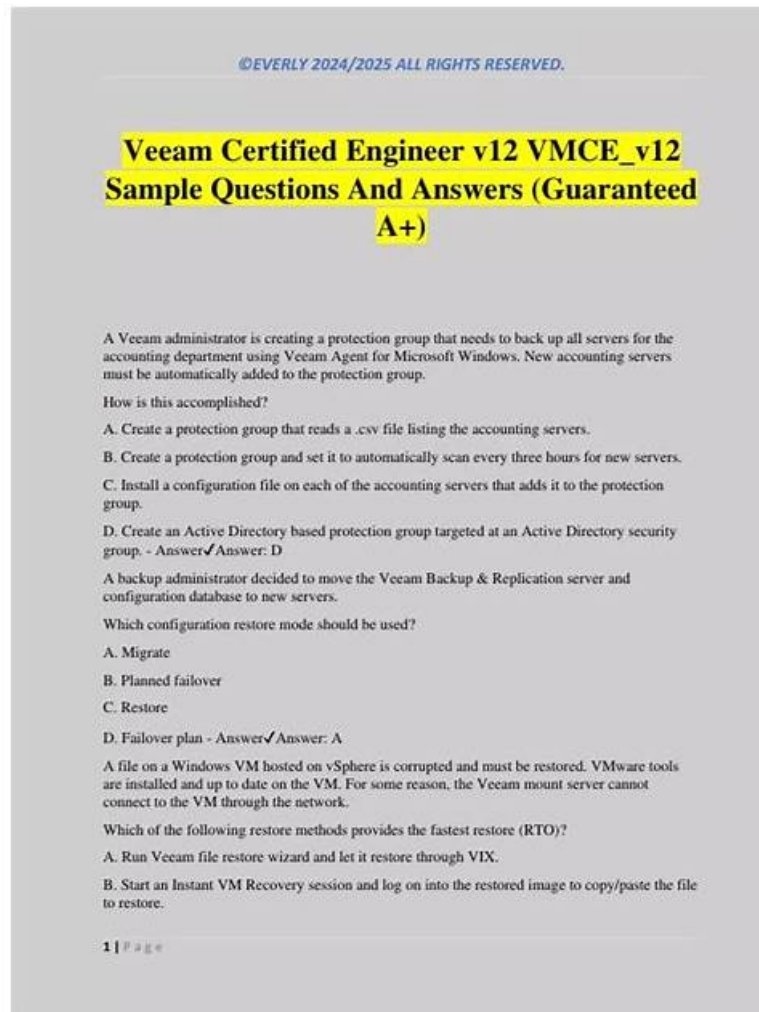 ©EVERLY 2024/2025 ALL RIGHTS RESERVED.
Veeam Certified Engineer v12 VMCE_v12
Sample Questions And Answers (Guaranteed
A+)
A Veeam administrator is creating a protection group that needs to back up all servers for the
accounting department using Veeam Agent for Microsoft Windows. New accounting servers
must be automatically added to the protection group.
How is this accomplished?
A. Create a protection group that reads a .csv file listing the accounting servers.
B. Create a protection group and set it to automatically scan every three hours for new servers.
C. Install a configuration file on each of the accounting servers that adds it to the protection
group.
D. Create an Active Directory based protection group targeted at an Active Directory security
group. - Answer✔Answer: D
A backup administrator decided to move the Veeam Backup & Replication server and
configuration database to new servers.
Which configuration restore mode should be used?
A. Migrate
B. Planned failover
C. Restore
D. Failover plan - Answer✔Answer: A
A file on a Windows VM hosted on vSphere is corrupted and must be restored. VMware tools
are installed and up to date on the VM. For some reason, the Veeam mount server cannot
connect to the VM through the network.
Which of the following restore methods provides the fastest restore (RTO)?
A. Run Veeam file restore wizard and let it restore through VIX.
B. Start an Instant VM Recovery session and log on into the restored image to copy/paste the file
to restore.
1 | Page